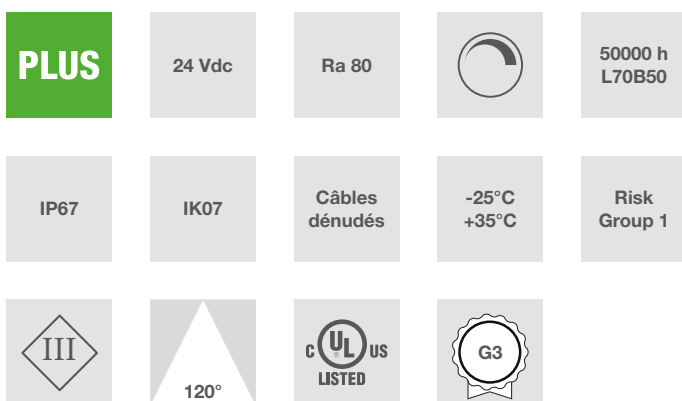 PLUS
24 Vdc
Ra 80
50000 h
L70B50
IP67
IK07
Câbles
dénudés
-25°C
+35°C
Risk
Group 1
III
120°
C UL® US
LISTED
G3